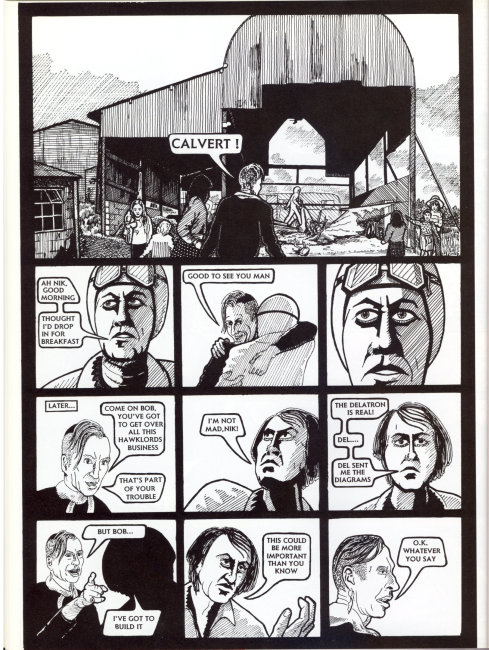 CALVERT !
AH NIK,
GOOD
MORNING
THOUGHT
I'D DROP
IN FOR
BREAKFAST
GOOD TO SEE YOU MAN
LATER...
COME ON BOB,
YOU'VE GOT
TO GET OVER
ALL THIS
HAWKLORDS
BUSINESS
THAT'S PART
OF YOUR
TROUBLE
I'M NOT
MAD,NIK!
THE DELATRON
IS REAL!
DEL....
DEL SENT
ME THE
DIAGRAMS
BUT BOB...
I'VE GOT TO
BUILD IT
THIS COULD
BE MORE
IMPORTANT
THAN YOU
KNOW
O.K.
WHATEVER
YOU SAY